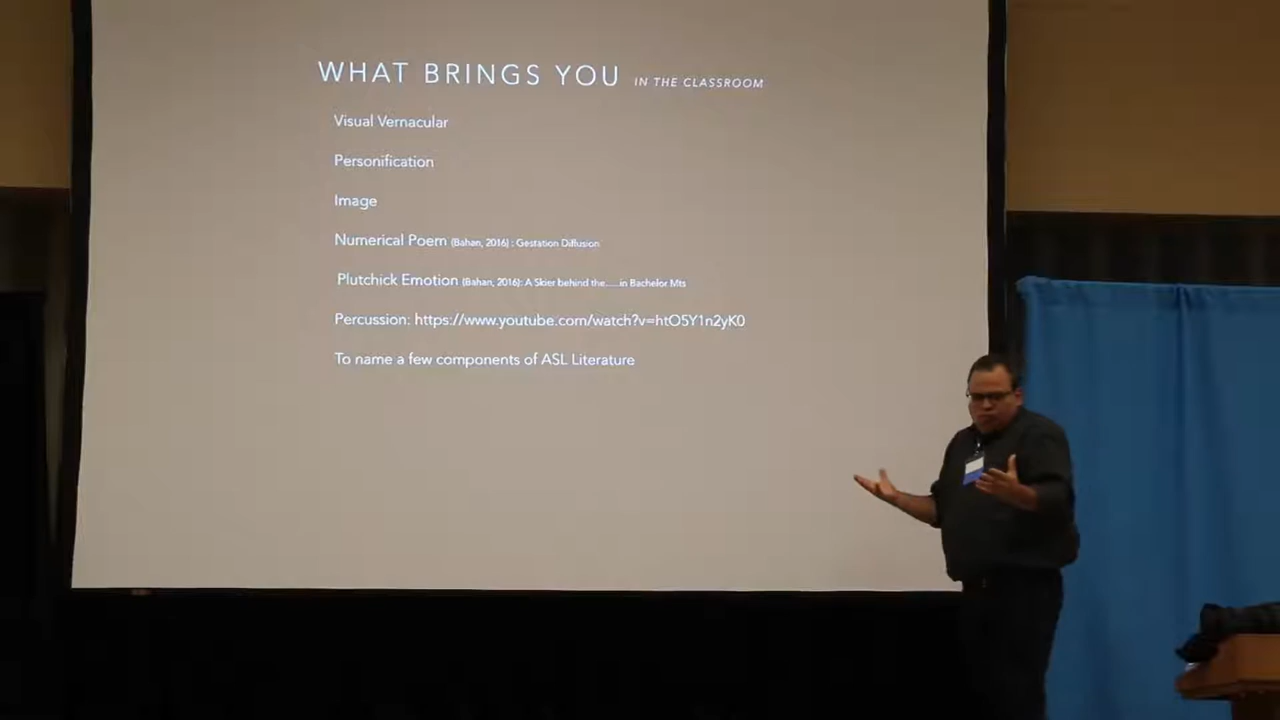 WHAT BRINGS YOU IN THE CLASSROOM
Visual Vernacular
Personification
Image
Numerical Poem (Bahan, 2016) : Gestation Diffusion
Plutchick Emotion (Bahan, 2016): A Skier behind the.....in Bachelor Mts
Percussion: https://www.youtube.com/watch?v=htO5Y1n2yK0
To name a few components of ASL Literature